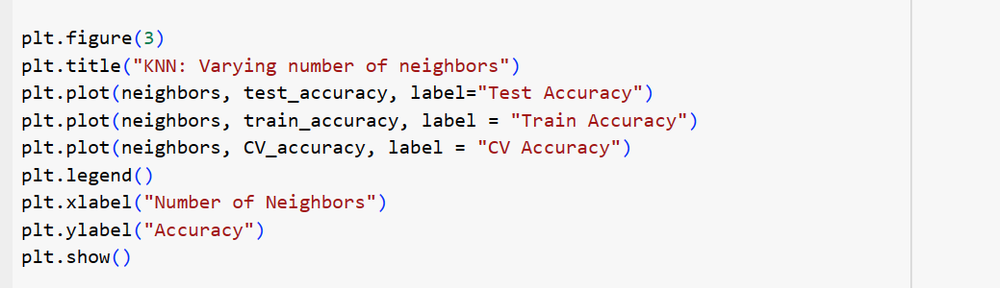 plt.figure(3)
plt.title("KNN: Varying number of neighbors")
plt.plot(neighbors, test_accuracy, label="Test Accuracy")
plt.plot(neighbors, train_accuracy, label = "Train Accuracy")
plt.plot(neighbors, CV_accuracy, label = "CV Accuracy")
plt.legend()
plt.xlabel("Number of Neighbors")
plt.ylabel("Accuracy")
plt.show()